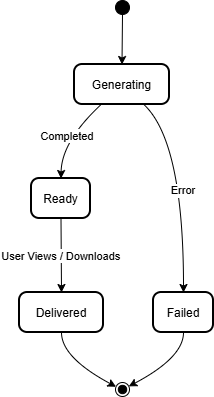 Generating
Completed
Error
Ready
User Views / Downloads
Delivered
Failed